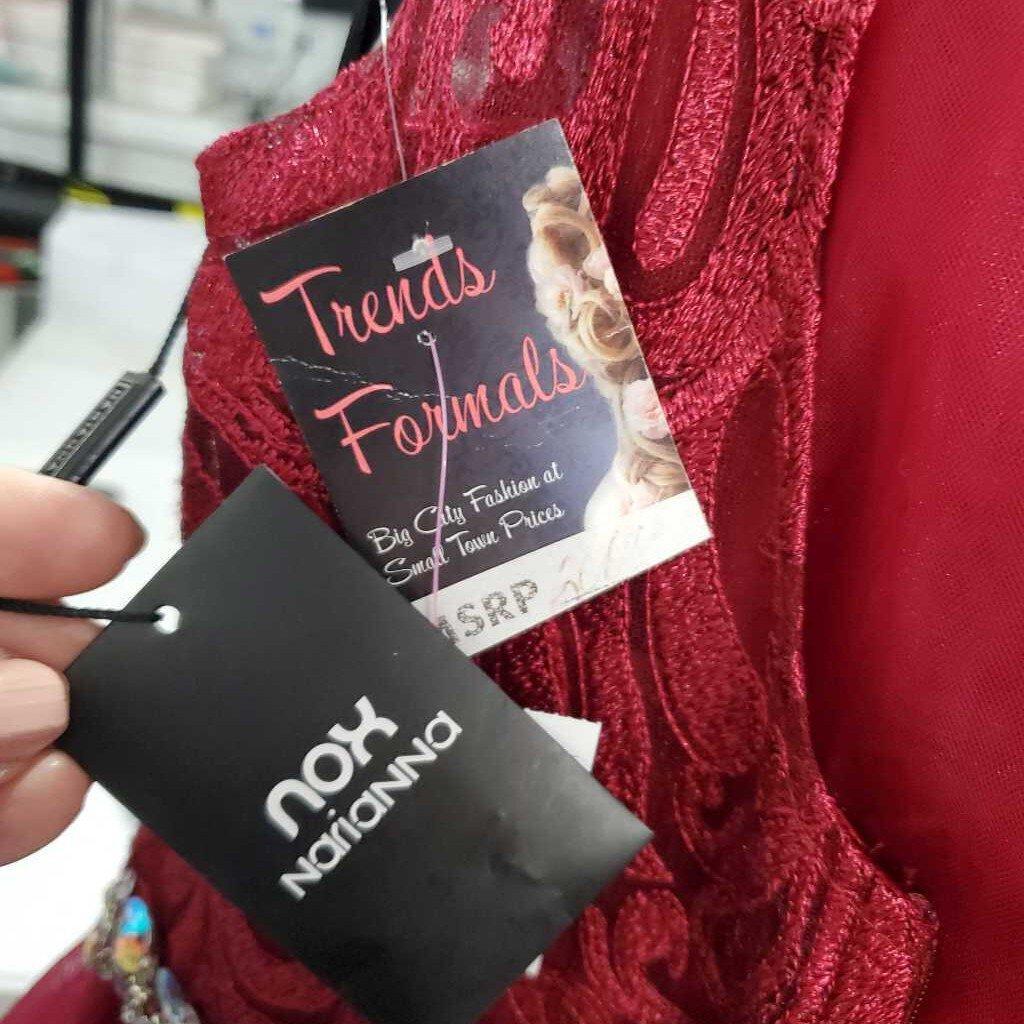 Trends
Formals
Big City Fashion at
Small Town Prices
MSRP
nox
NariaNNa